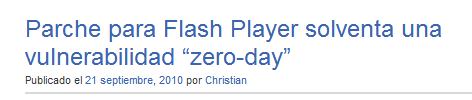 Parche para Flash Player solventa una
vulnerabilidad “zero-day”
Publicado el 21 septiembre, 2010 por Christian